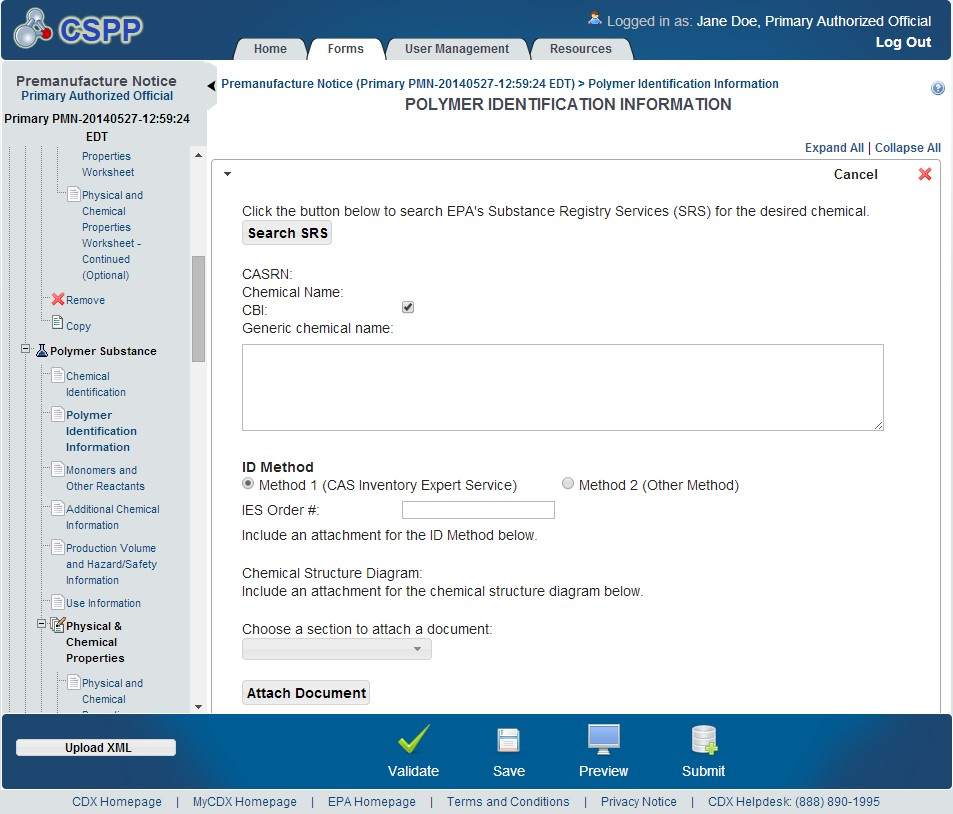 CSPP
Logged in as: Jane Doe, Primary Authorized Official
Log Out
Home
Forms
User Management
Resources
Premanufacture Notice
Primary Authorized Official
Primary PMN-20140527-12:59:24
EDT
Properties
Worksheet
Physical and
Chemical
Properties
Worksheet -
Continued
(Optional)
Remove
Copy
Polymer Substance
Chemical
Identification
Polymer
Identification
Information
Monomers and
Other Reactants
Additional Chemical
Information
Production Volume
and Hazard/Safety
Information
Use Information
Physical &
Chemical
Properties
Physical and
Chemical
Premanufacture Notice (Primary PMN-20140527-12:59:24 EDT) > Polymer Identification Information
POLYMER IDENTIFICATION INFORMATION
Expand All | Collapse All
Cancel
Click the button below to search EPA's Substance Registry Services (SRS) for the desired chemical.
Search SRS
CASRN:
Chemical Name:
CBI:
Generic chemical name:
ID Method
Method 1 (CAS Inventory Expert Service)
Method 2 (Other Method)
IES Order #:
Include an attachment for the ID Method below.
Chemical Structure Diagram:
Include an attachment for the chemical structure diagram below.
Choose a section to attach a document:
Attach Document
Upload XML
Validate
Save
Preview
Submit
CDX Homepage | MyCDX Homepage | EPA Homepage | Terms and Conditions | Privacy Notice | CDX Helpdesk: (888) 890-1995